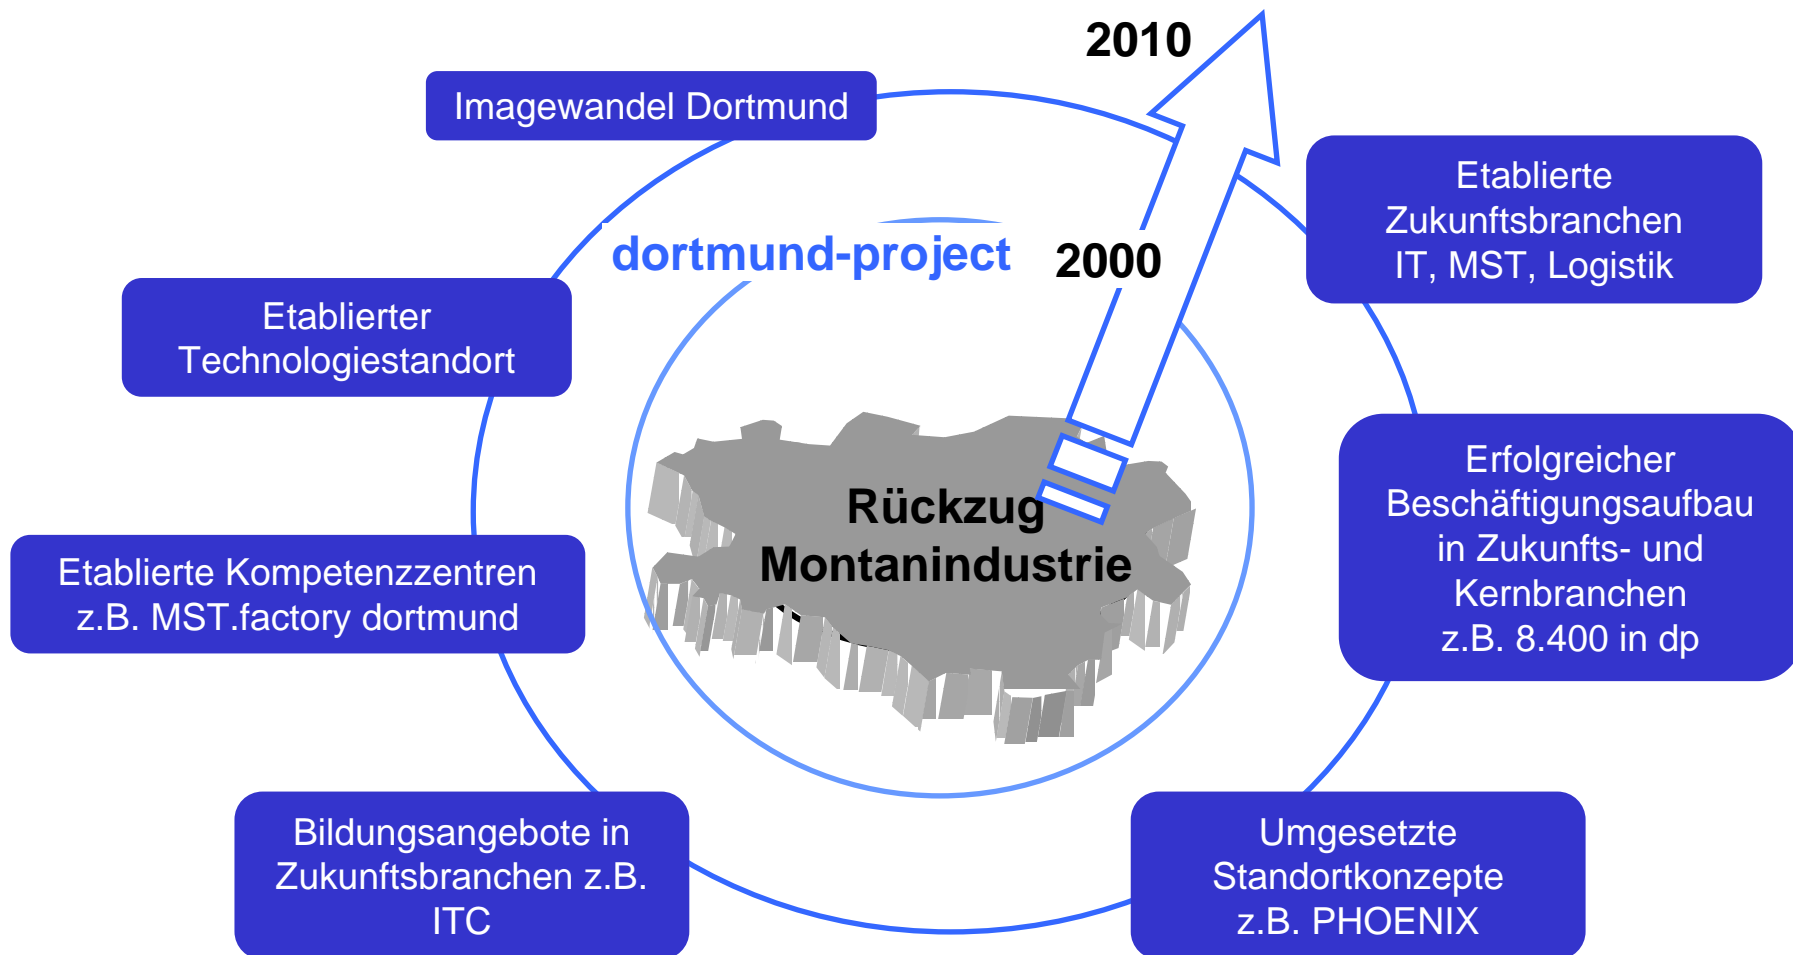 2010
Imagewandel Dortmund
Etablierte
Zukunftsbranchen
IT, MST, Logistik
dortmund-project
2000
Etablierter
Technologiestandort
Erfolgreicher
Beschäftigungsaufbau
in Zukunfts- und
Kernbranchen
z.B. 8.400 in dp
Rückzug
Montanindustrie
Etablierte Kompetenzzentren
z.B. MST.factory dortmund
Bildungsangebote in
Zukunftsbranchen z.B.
ITC
Umgesetzte
Standortkonzepte
z.B. PHOENIX